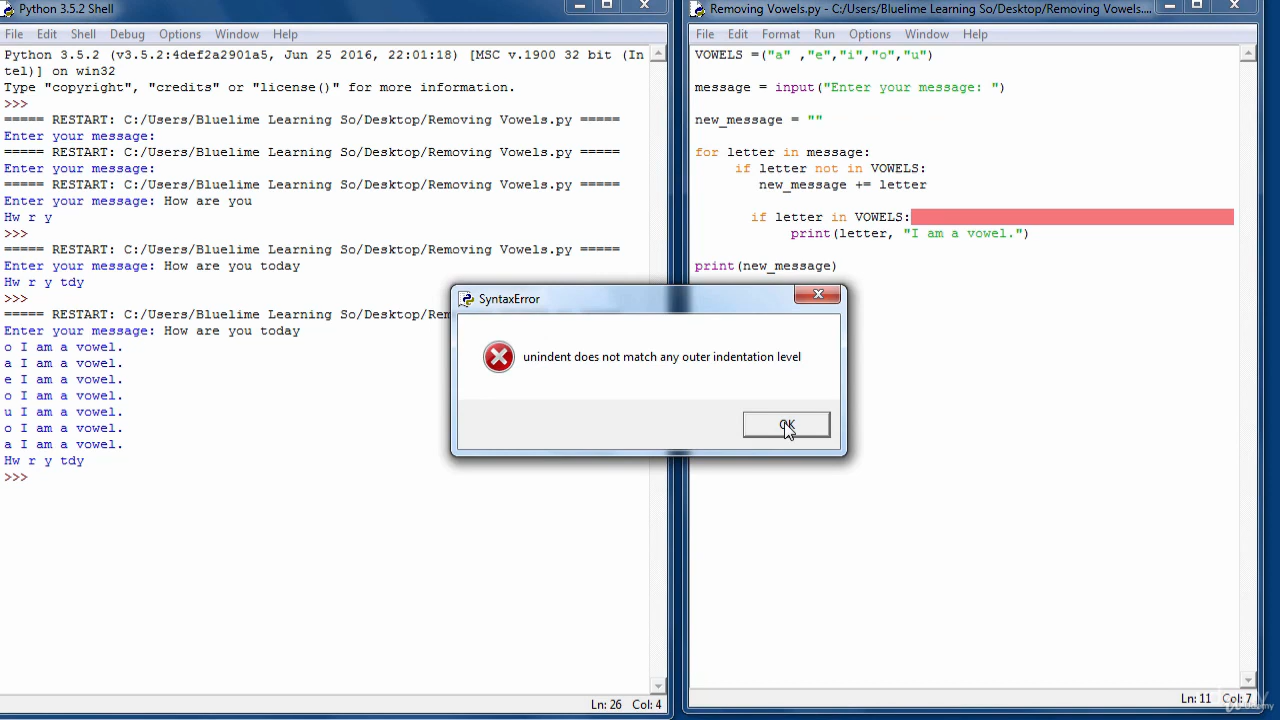 Python 3.5.2 Shell
File Edit Shell Debug Options Window Help
Python 3.5.2 (v3.5.2:4def2a2901a5, Jun 25 2016, 22:01:18) [MSC v.1900 32 bit (In
tel)] on win32
Type "copyright", "credits" or "license()" for more information.
>>>
===== RESTART: C:/Users/Bluelime Learning So/Desktop/Removing Vowels.py =====
Enter your message:
===== RESTART: C:/Users/Bluelime Learning So/Desktop/Removing Vowels.py =====
Enter your message:
===== RESTART: C:/Users/Bluelime Learning So/Desktop/Removing Vowels.py =====
Enter your message: How are you
Hw r y
>>>
===== RESTART: C:/Users/Bluelime Learning So/Desktop/Removing Vowels.py =====
Enter your message: How are you today
Hw r y tdy
>>>
===== RESTART: C:/Users/Bluelime Learning So/Desktop/Rem
Enter your message: How are you today
o I am a vowel.
a I am a vowel.
e I am a vowel.
o I am a vowel.
u I am a vowel.
o I am a vowel.
a I am a vowel.
Hw r y tdy
>>>
Ln: 26 Col: 4
Removing Vowels.py - C:/Users/Bluelime Learning So/Desktop/Removing Vowels....
File Edit Format Run Options Window Help
VOWELS =("a" ,"e","i","o","u")
message = input("Enter your message: ")
new_message = ""
for letter in message:
if letter not in VOWELS:
new_message += letter
if letter in VOWELS:
print(letter, "I am a vowel.")
print(new_message)
Ln: 11 Col: 7
SyntaxError
unindent does not match any outer indentation level
OK